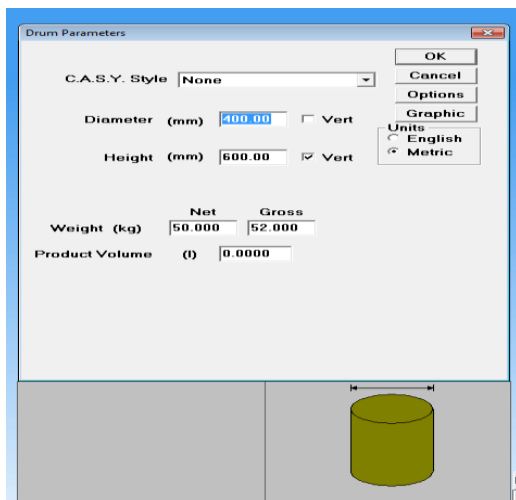 Drum Parameters
OK
C.A.S.Y. Style None
Cancel
Options
Diameter (mm) 400.00 Vert
Graphic
Units
English
Height (mm) 600.00 Vert
Metric
Net Gross
Weight (kg) 50.000 52.000
Product Volume (l) 0.0000